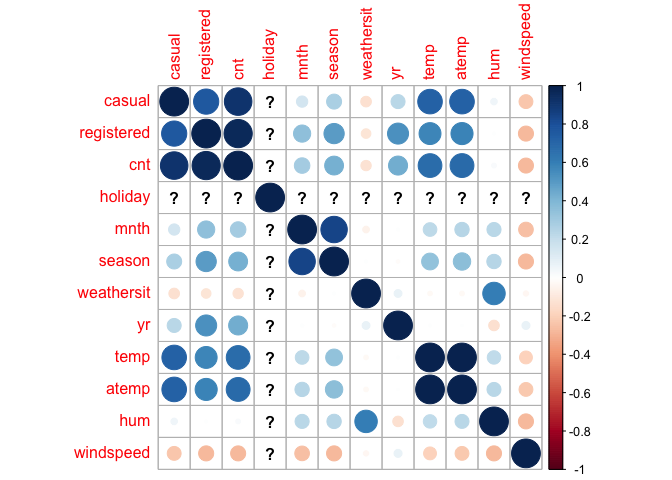 casual registered cnt holiday mnth season weathersit yr temp atemp hum windspeed
casual ? 1
registered ? 0.8
cnt ? 0.6
holiday ? ? ? ? ? ? ? ? ? ? ? 0.4
mnth ? 0.2
season ? 0
weathersit ? -0.2
yr ? -0.4
temp ? -0.6
atemp ? -0.8
hum ? -1
windspeed ?